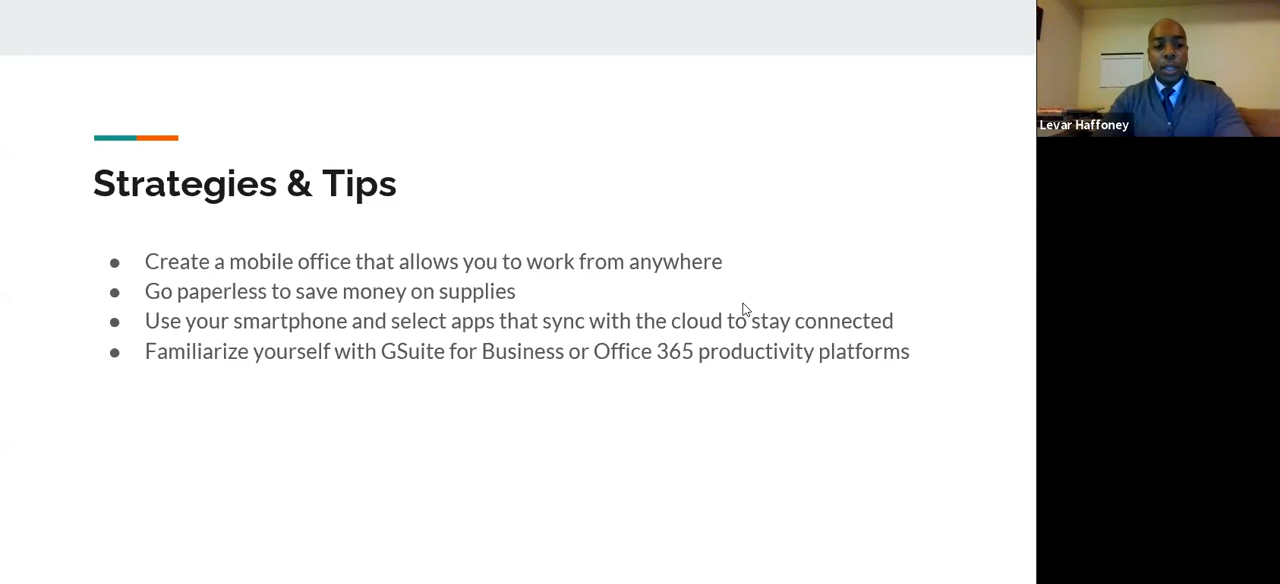 Strategies & Tips
● Create a mobile office that allows you to work from anywhere
● Go paperless to save money on supplies
● Use your smartphone and select apps that sync with the cloud to stay connected
● Familiarize yourself with GSuite for Business or Office 365 productivity platforms
Levar Haffoney